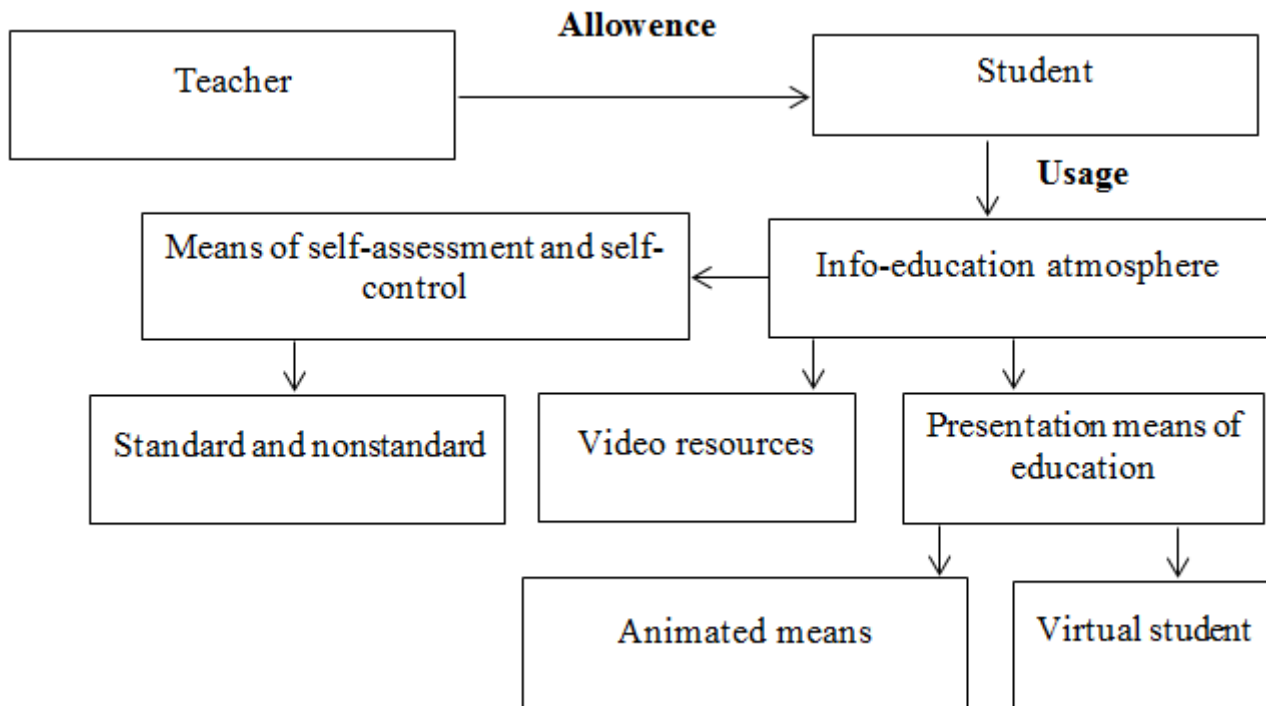 Allowence
Teacher
Student
Usage
Means of self-assessment and self-
control
Info-education atmosphere
Standard and nonstandard
Video resources
Presentation means of
education
Animated means
Virtual student